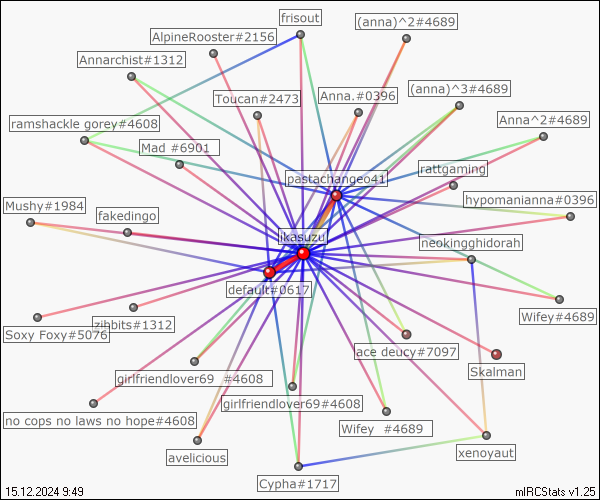 frisout
(anna)^2#4689
AlpineRooster#2156
Annarchist#1312
(anna)^3#4689
Toucan#2473
Anna.#0396
ramshackle gorey#4608
Anna^2#4689
Mad #6901
rattgaming
pastachangeo41
hypomanianna#0396
Mushy#1984
fakedingo
ikasuzu
neokingghidorah
default#0617
Wifey#4689
zibbits#1312
Soxy Foxy#5076
ace deucy#7097
Skalman
girlfriendlover69 #4608
girlfriendlover69#4608
no cops no laws no hope#4608
Wifey #4689
avelicious
xenoyaut
Cypha#1717
15.12.2024 9:49
mIRCStats v1.25